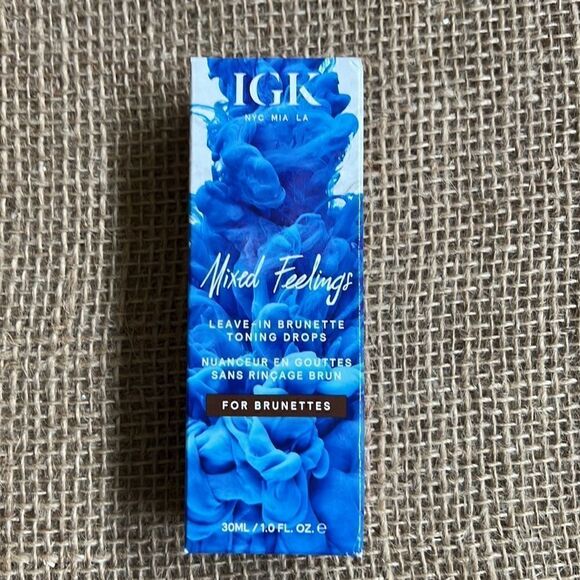 IGK
NYC MIA LA
Mixed Feelings
LEAVE-IN BRUNETTE
TONING DROPS
NUANCEUR EN GOUTTES
SANS RINÇAGE BRUN
FOR BRUNETTES
30ML / 1.0 FL. OZ. ℮